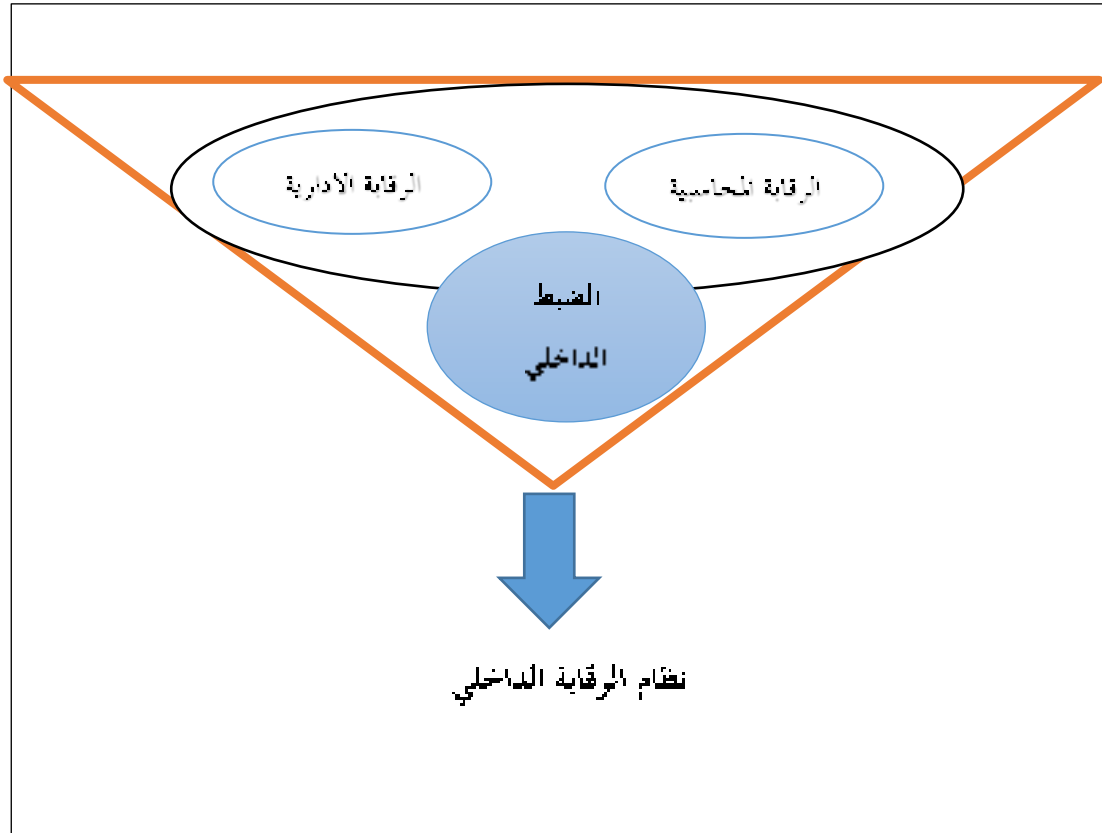 الرقابة المحاسبية
الرقابة الادارية
الضبط
الداخلي
نظام الرقابة الداخلي